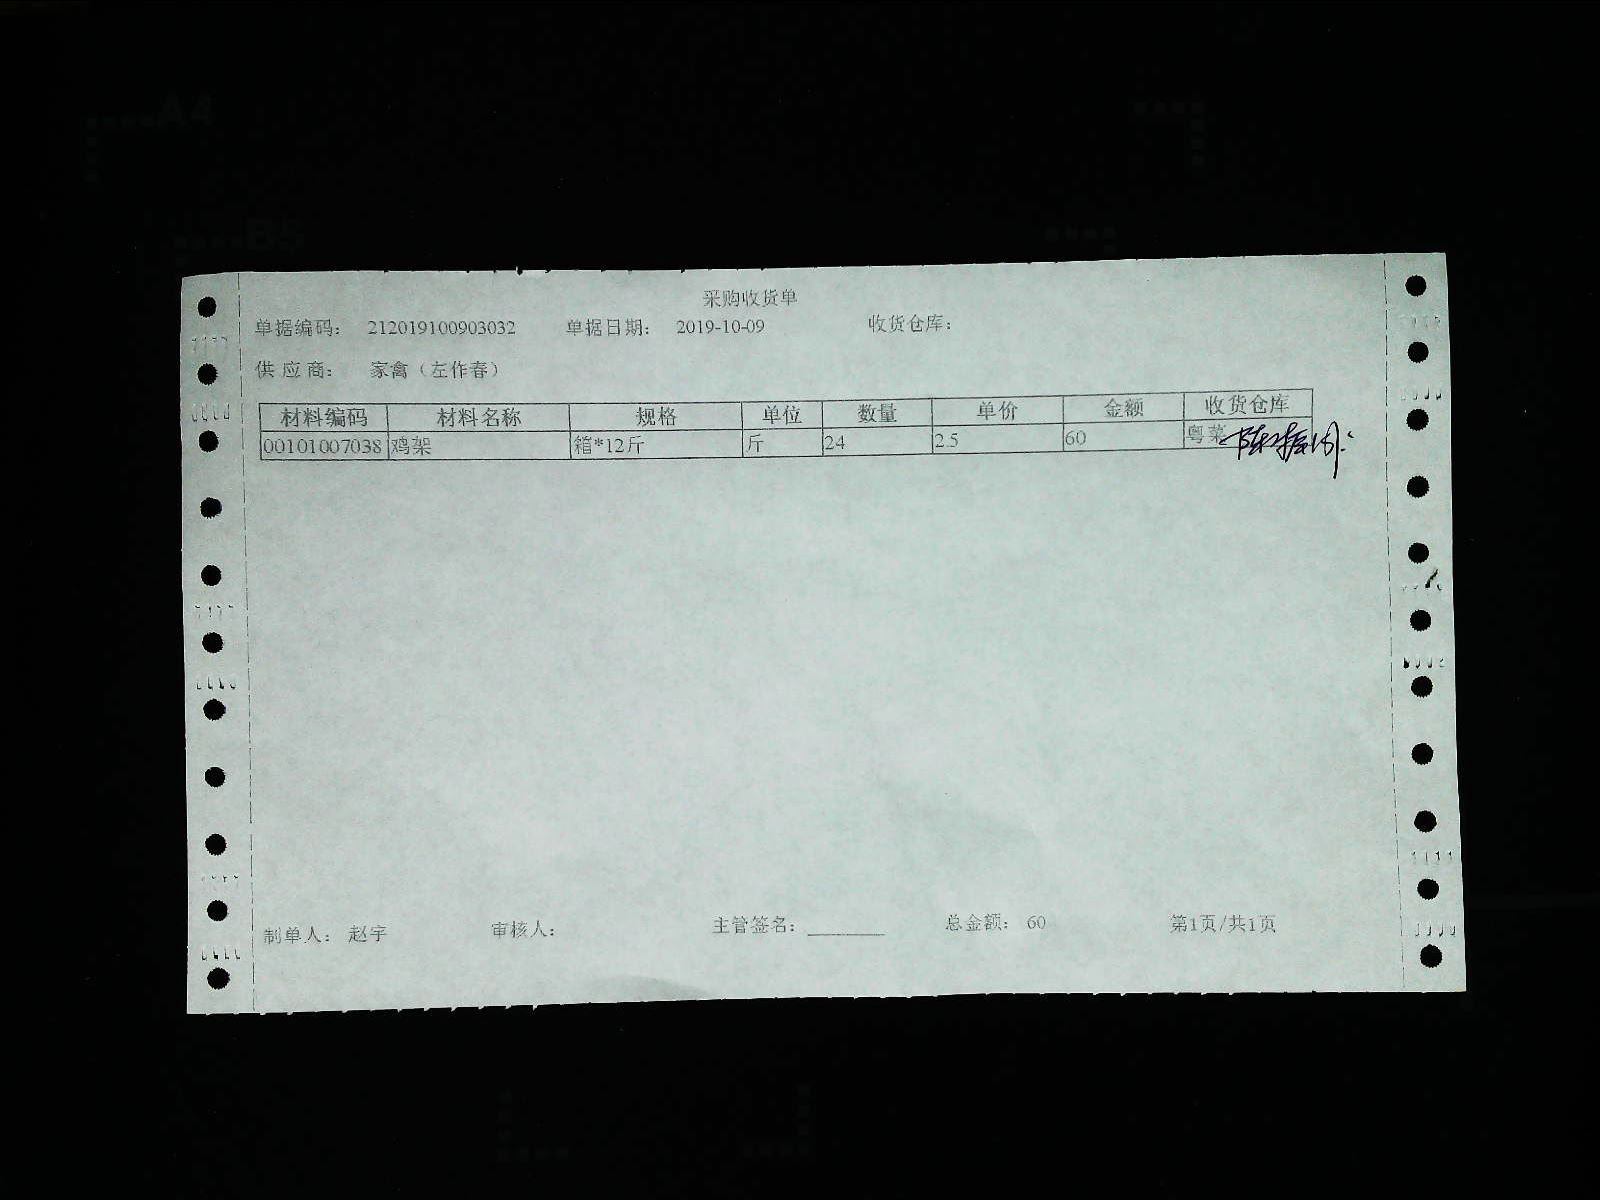 采购收货单
单据编码： 212019100903032 单据日期： 2019-10-09 收货仓库：
供 应 商： 家禽（左作春）
材料编码 材料名称 规格 单位 数量 单价 金额 收货仓库
00101007038 鸡架 箱*12斤 斤 24 2.5 60 粤菜
制单人： 赵宇 审核人： 主管签名： ________ 总金额： 60 第1页/共1页